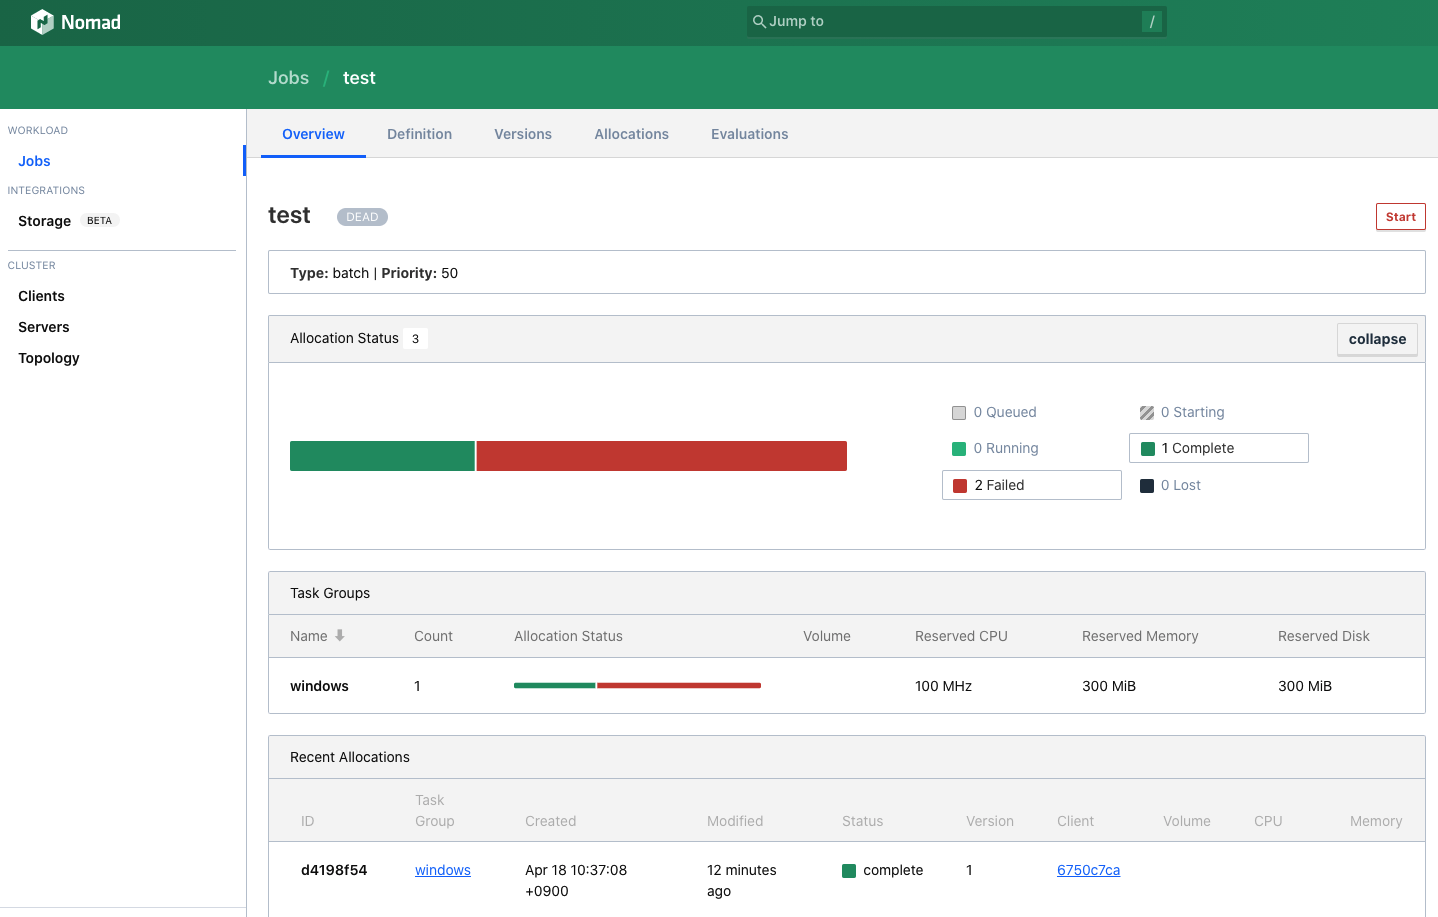 Nomad
Jump to
/
Jobs / test
WORKLOAD
Jobs
INTEGRATIONS
Storage BETA
CLUSTER
Clients
Servers
Topology
Overview Definition Versions Allocations Evaluations
test DEAD
Start
Type: batch | Priority: 50
Allocation Status 3
collapse
0 Queued 0 Starting
0 Running 1 Complete
2 Failed 0 Lost
Task Groups
Name Count Allocation Status Volume Reserved CPU Reserved Memory Reserved Disk
windows 1 100 MHz 300 MiB 300 MiB
Recent Allocations
ID Task Group Created Modified Status Version Client Volume CPU Memory
d4198f54 windows Apr 18 10:37:08 +0900 12 minutes ago complete 1 6750c7ca